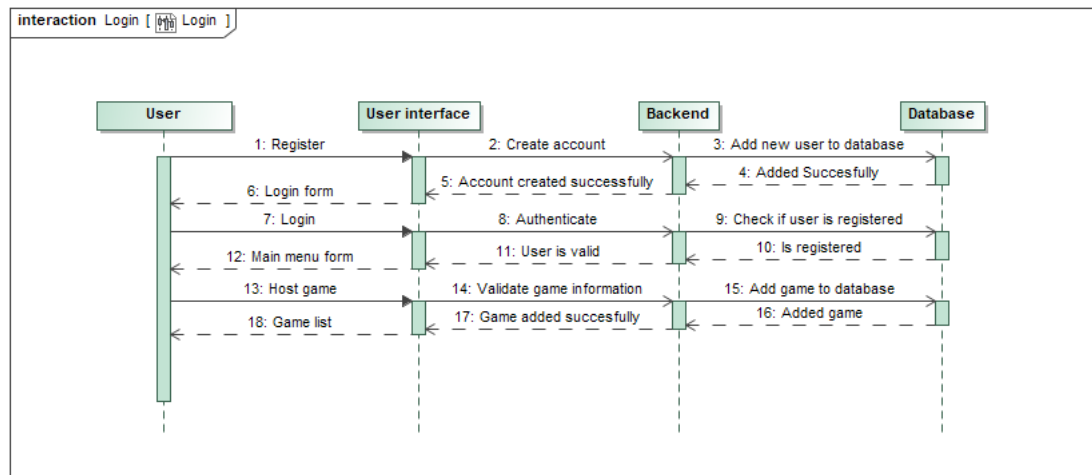 interaction Login [ Login ]
User
User interface
Backend
Database
1: Register
2: Create account
3: Add new user to database
4: Added Succesfully
5: Account created successfully
6: Login form
7: Login
8: Authenticate
9: Check if user is registered
10: Is registered
11: User is valid
12: Main menu form
13: Host game
14: Validate game information
15: Add game to database
16: Added game
17: Game added succesfully
18: Game list